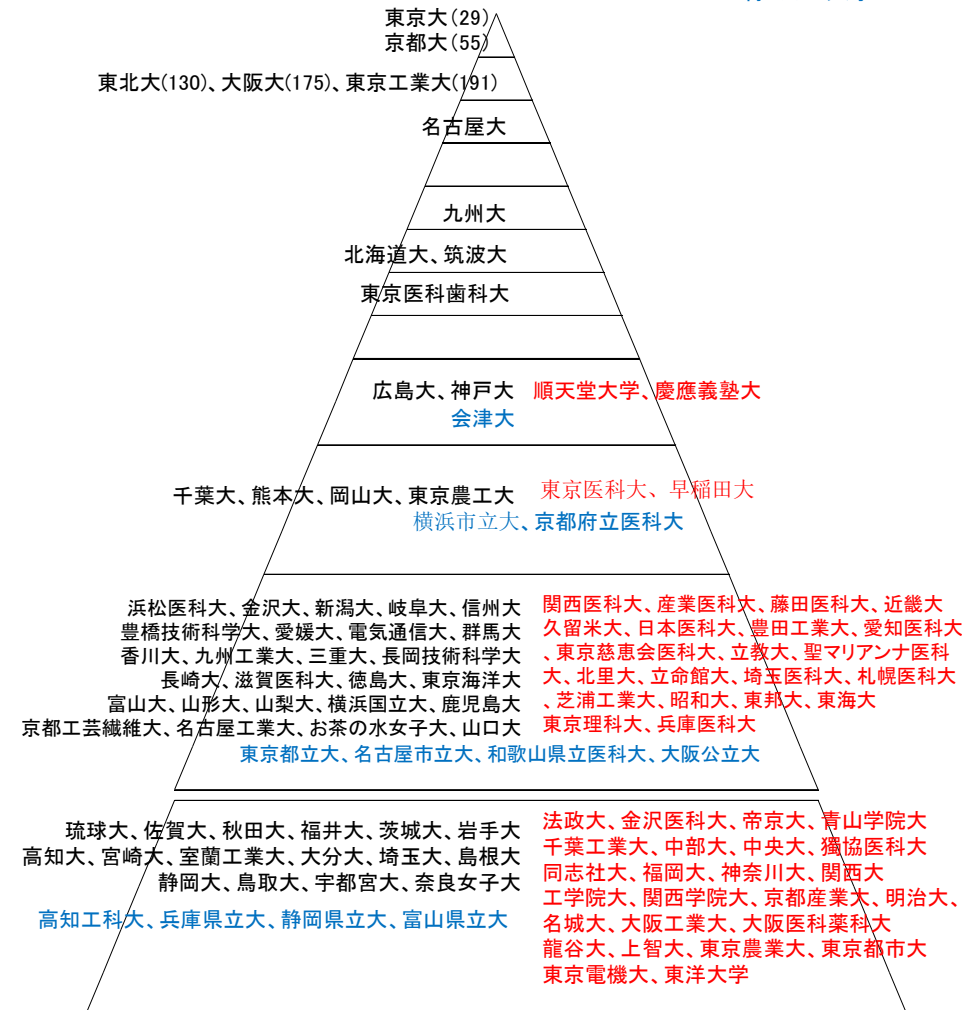 東京大(29)
京都大(55)
東北大(130)、大阪大(175)、東京工業大(191)
名古屋大
九州大
北海道大、筑波大
東京医科歯科大
広島大、神戸大
順天堂大学、慶應義塾大
会津大
千葉大、熊本大、岡山大、東京農工大
東京医科大、早稲田大
横浜市立大、京都府立医科大
浜松医科大、金沢大、新潟大、岐阜大、信州大
豊橋技術科学大、愛媛大、電気通信大、群馬大
香川大、九州工業大、三重大、長岡技術科学大
長崎大、滋賀医科大、徳島大、東京海洋大
富山大、山形大、山梨大、横浜国立大、鹿児島大
京都工芸繊維大、名古屋工業大、お茶の水女子大、山口大
関西医科大、産業医科大、藤田医科大、近畿大
久留米大、日本医科大、豊田工業大、愛知医科大
、東京慈恵会医科大、立教大、聖マリアンナ医科
大、北里大、立命館大、埼玉医科大、札幌医科大
、芝浦工業大、昭和大、東邦大、東海大
東京理科大、兵庫医科大
東京都立大、名古屋市立大、和歌山県立医科大、大阪公立大
琉球大、佐賀大、秋田大、福井大、茨城大、岩手大
高知大、宮崎大、室蘭工業大、大分大、埼玉大、島根大
静岡大、鳥取大、宇都宮大、奈良女子大
高知工科大、兵庫県立大、静岡県立大、富山県立大
法政大、金沢医科大、帝京大、青山学院大
千葉工業大、中部大、中央大、獨協医科大
同志社大、福岡大、神奈川大、関西大
工学院大、関西学院大、京都産業大、明治大、
名城大、大阪工業大、大阪医科薬科大
龍谷大、上智大、東京農業大、東京都市大
東京電機大、東洋大学